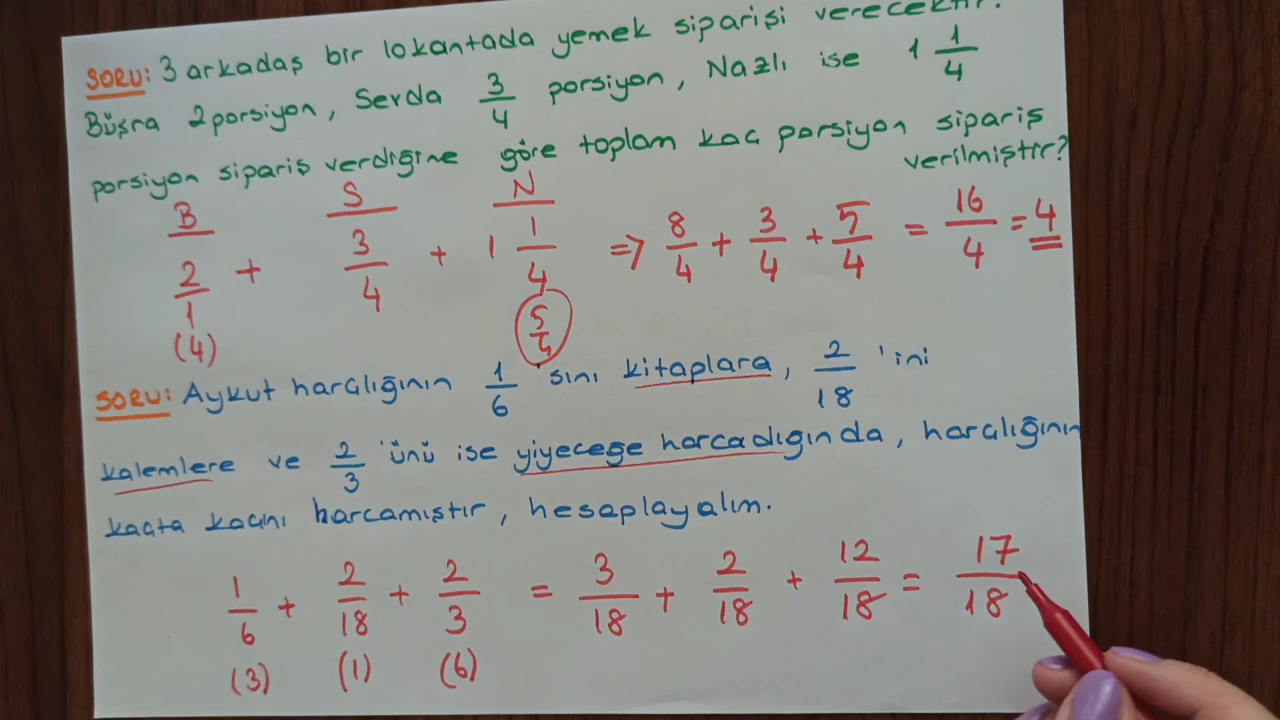 SORU: 3 arkadaş bir lokantada yemek siparişi verecektir.
Büşra 2 porsiyon, Serda 3/4 porsiyon, Nazlı ise 1 1/4
porsiyon sipariş verdiğine göre toplam kaç porsiyon sipariş
verilmiştir?
B S N
2/1 + 3/4 + 1 1/4 => 8/4 + 3/4 + 5/4 = 16/4 = 4
(4) 5/4
SORU: Aykut harçlığının 1/6 'sını kitaplara, 2/18 'ini
kalemlere ve 2/3 'ünü ise yiyeceğe harcadığında, harçlığının
kaçta kaçını harcamıştır, hesaplayalım.
1/6 + 2/18 + 2/3 = 3/18 + 2/18 + 12/18 = 17/18
(3) (1) (6)